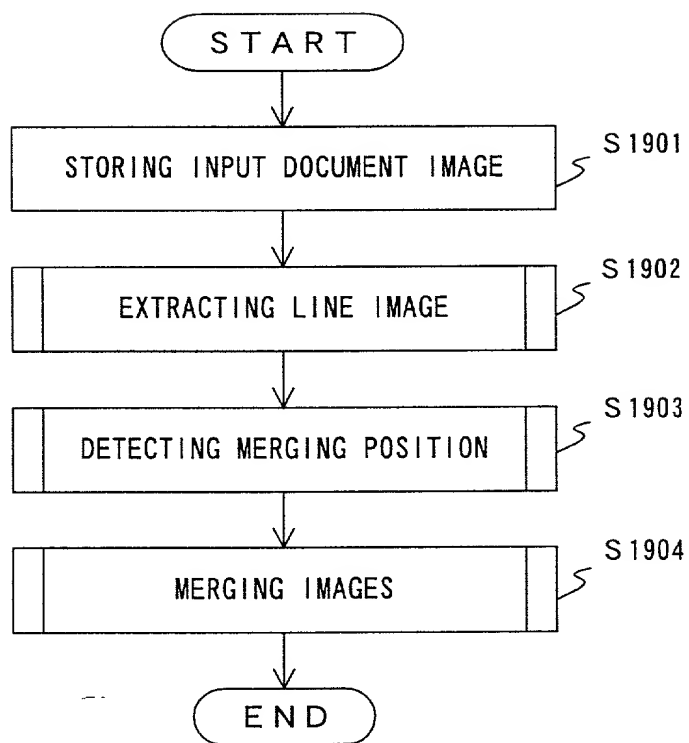 START
STORING INPUT DOCUMENT IMAGE
S1901
EXTRACTING LINE IMAGE
S1902
DETECTING MERGING POSITION
S1903
MERGING IMAGES
S1904
END